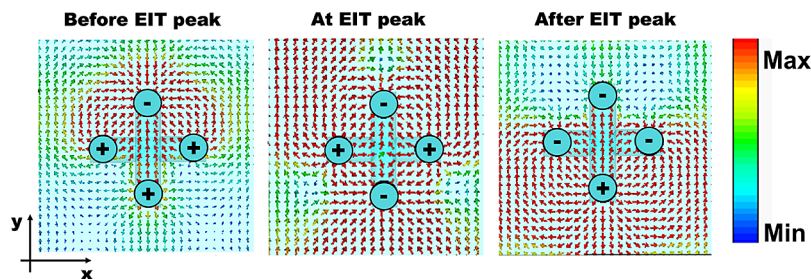 Before EIT peak
At EIT peak
After EIT peak
Max
Min
-
+
+
+
-
+
+
-
-
-
-
+
y
x